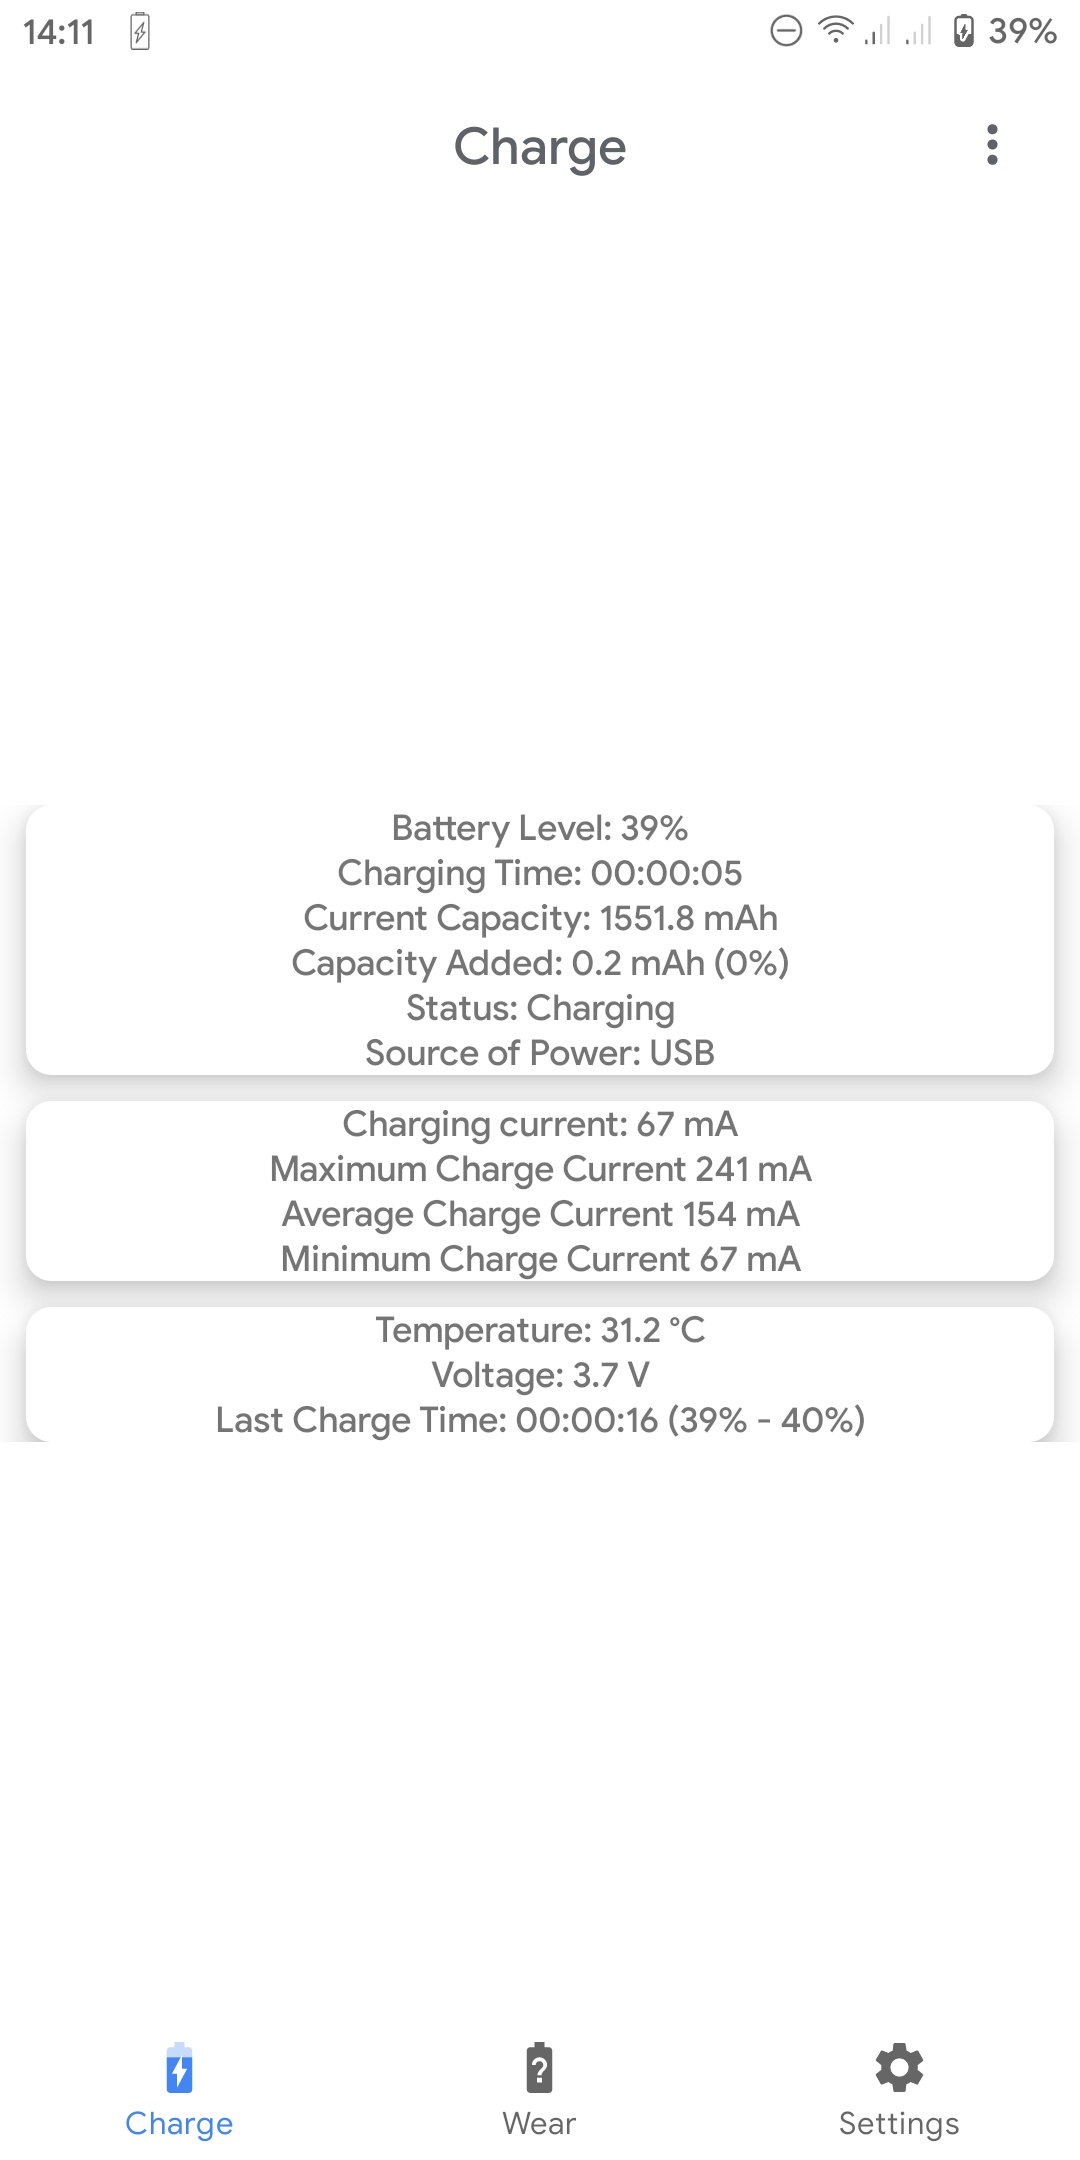 14:11
39%
Charge
Battery Level: 39%
Charging Time: 00:00:05
Current Capacity: 1551.8 mAh
Capacity Added: 0.2 mAh (0%)
Status: Charging
Source of Power: USB
Charging current: 67 mA
Maximum Charge Current 241 mA
Average Charge Current 154 mA
Minimum Charge Current 67 mA
Temperature: 31.2 °C
Voltage: 3.7 V
Last Charge Time: 00:00:16 (39% - 40%)
Charge
Wear
Settings